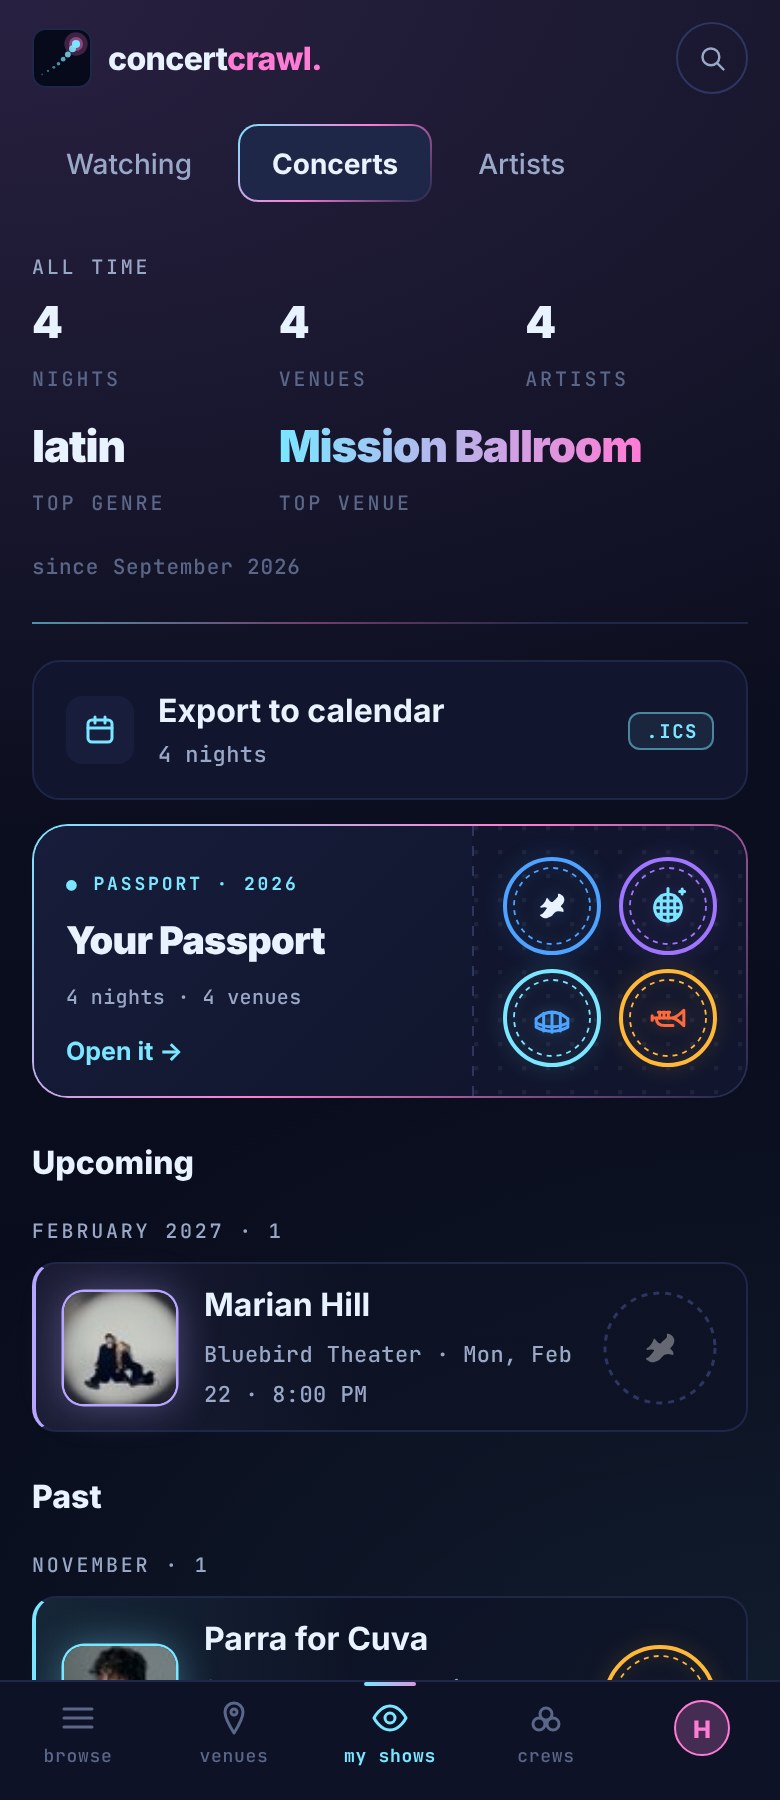 concertcrawl.
Watching Concerts Artists
ALL TIME
4 4 4
NIGHTS VENUES ARTISTS
latin Mission Ballroom
TOP GENRE TOP VENUE
since September 2026
Export to calendar
4 nights
.ICS
PASSPORT · 2026
Your Passport
4 nights · 4 venues
Open it →
Upcoming
FEBRUARY 2027 · 1
Marian Hill
Bluebird Theater · Mon, Feb
22 · 8:00 PM
Past
NOVEMBER · 1
Parra for Cuva
browse venues my shows crews H